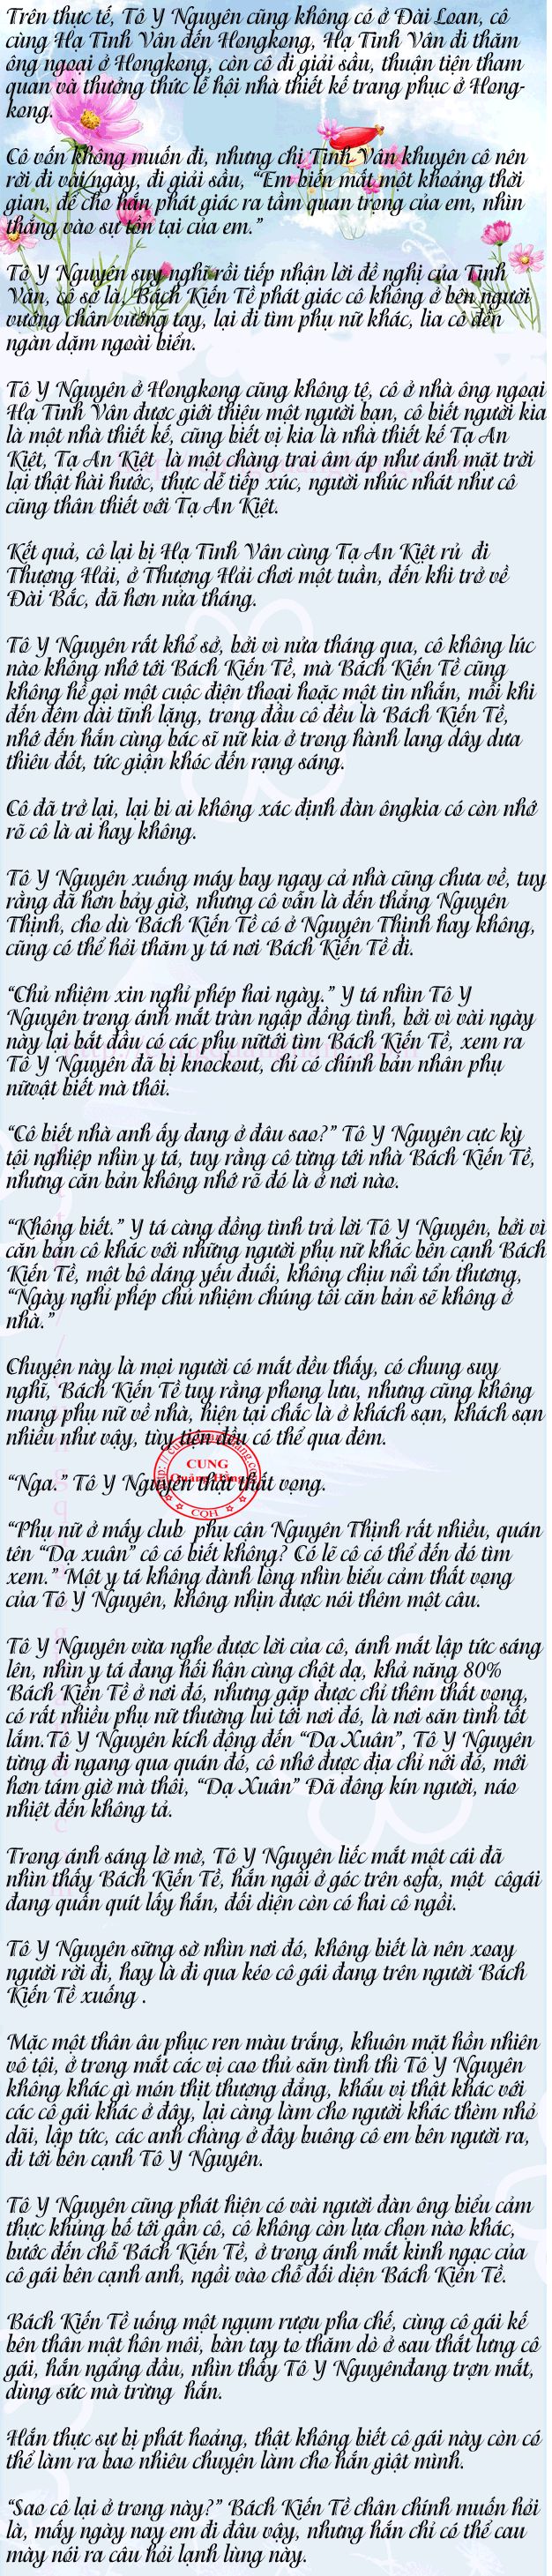 Trên thực tế, Tô Y Nguyên cũng không có ở Đài Loan, cô
cùng Hạ Tinh Vân đến Hongkong, Hạ Tinh Vân đi thăm
ông ngoại ở Hongkong, còn cô đi giải sầu, thuận tiện tham
quan và thưởng thức lễ hội nhà thiết kế trang phục ở Hong-
kong.
Cô vốn không muốn đi, nhưng chị Tinh Vân khuyên cô nên
rời đi vài ngày, đi giải sầu, “Em biến mất một khoảng thời
gian, để cho hắn phát giác ra tầm quan trọng của em, nhìn
thẳng vào sự tồn tại của em.”
Tô Y Nguyên suy nghĩ rồi tiếp nhận lời đề nghị của Tinh
Vân, cô sợ lại Bách Kiến Tề phát giác cô không ở bên người
vướng chân vướng tay, lại đi tìm phụ nữ khác, lia cô đến
ngàn dặm ngoài biển.
Tô Y Nguyên ở Hongkong cũng không tệ, cô ở nhà ông ngoại
Hạ Tinh Vân được giới thiệu một người bạn, cô biết người kia
là một nhà thiết kế, cũng biết vị kia là nhà thiết kế Tạ An
Kiệt, Tạ An Kiệt là một chàng trai ấm áp như ánh mặt trời
lại thật hài hước, thực dễ tiếp xúc, người nhúc nhát như cô
cũng thân thiết với Tạ An Kiệt.
Kết quả, cô lại bị Hạ Tinh Vân cùng Tạ An Kiệt rủ đi
Thượng Hải, ở Thượng Hải chơi một tuần, đến khi trở về
Đài Bắc, đã hơn nửa tháng.
Tô Y Nguyên rất khổ sở, bởi vì nửa tháng qua, cô không lúc
nào không nhớ tới Bách Kiến Tề, mà Bách Kiến Tề cũng
không hề gọi một cuộc điện thoại hoặc một tin nhắn, mỗi khi
đến đêm dài tĩnh lặng, trong đầu cô đều là Bách Kiến Tề,
nhớ đến hắn cùng bác sĩ nữ kia ở trong hành lang dây dưa
thiêu đốt, tức giận khóc đến rạng sáng.
Cô đã trở lại, lại bi ai không xác định đàn ôngkia có còn nhớ
rõ cô là ai hay không.
Tô Y Nguyên xuống máy bay ngay cả nhà cũng chưa về, tuy
rằng đã hơn bảy giờ, nhưng cô vẫn là đến thẳng Nguyên
Thịnh, cho dù Bách Kiến Tề có ở Nguyên Thịnh hay không,
cũng có thể hỏi thăm y tá nơi Bách Kiến Tề đi.
“Chủ nhiệm xin nghỉ phép hai ngày.” Y tá nhìn Tô Y
Nguyên trong ánh mắt tràn ngập đồng tình, bởi vì vài ngày
này lại bắt đầu có các phụ nữtới tìm Bách Kiến Tề, xem ra
Tô Y Nguyên đã bị knockout, chỉ có chính bản nhân phụ
nữvật biết mà thôi.
“Cô biết nhà anh ấy đang ở đâu sao?” Tô Y Nguyên cực kỳ
tội nghiệp nhìn y tá, tuy rằng cô từng tới nhà Bách Kiến Tề,
nhưng căn bản không nhớ rõ đó là ở nơi nào.
“Không biết.” Y tá càng đồng tình trả lời Tô Y Nguyên, bởi vì
căn bản cô khác với những người phụ nữ khác bên cạnh Bách
Kiến Tề, một bộ dáng yếu đuối, không chịu nổi tổn thương,
“Ngày nghỉ phép chủ nhiệm chúng tôi căn bản sẽ không ở
nhà.”
Chuyện này là mọi người có mắt đều thấy, có chung suy
nghĩ, Bách Kiến Tề tuy rằng phong lưu, nhưng cũng không
mang phụ nữ về nhà, hiện tại chắc là ở khách sạn, khách sạn
nhiều như vậy, tùy tiện đều có thể qua đêm.
“Nga.” Tô Y Nguyên thật thất vọng.
CUNG
Quảng Hằng
CQH
“Phụ nữ ở mấy club phụ cận Nguyên Thịnh rất nhiều, quán
tên “Dạ xuân” cô có biết không? Có lẽ cô có thể đến đó tìm
xem.” Một y tá không đành lòng nhìn biểu cảm thất vọng
của Tô Y Nguyên, không nhịn được nói thêm một câu.
Tô Y Nguyên vừa nghe được lời của cô, ánh mắt lập tức sáng
lên, nhìn y tá đang hối hận cùng chột dạ, khả năng 80%
Bách Kiến Tề ở nơi đó, nhưng gặp được chỉ thêm thất vọng,
có rất nhiều phụ nữ thường lui tới nơi đó, là nơi săn tình tốt
lắm.Tô Y Nguyên kích động đến “Dạ Xuân”, Tô Y Nguyên
từng đi ngang qua quán đó, cô nhớ được địa chỉ nới đó, mới
hơn tám giờ mà thôi, “Dạ Xuân” Đã đông kín người, náo
nhiệt đến không tả.
Trong ánh sáng lờ mờ, Tô Y Nguyên liếc mắt một cái đã
nhìn thấy Bách Kiến Tề, hắn ngồi ở góc trên sofa, một côgái
đang quấn quít lấy hắn, đối diện còn có hai cô ngồi.
Tô Y Nguyên sững sờ nhìn nơi đó, không biết là nên xoay
người rời đi, hay là đi qua kéo cô gái đang trên người Bách
Kiến Tề xuống .
Mặc một thân âu phục ren màu trắng, khuôn mặt hồn nhiên
vô tội, ở trong mắt các vị cao thủ săn tình thì Tô Y Nguyên
không khác gì món thịt thượng đẳng, khẩu vị thật khác với
các cô gái khác ở đây, lại càng làm cho người khác thèm nhỏ
dãi, lập tức, các anh chàng ở đây buông cô em bên người ra,
đi tới bên cạnh Tô Y Nguyên.
Tô Y Nguyên cũng phát hiện có vài người đàn ông biểu cảm
thực khủng bố tới gần cô, cô không còn lựa chọn nào khác,
bước đến chỗ Bách Kiến Tề, ở trong ánh mắt kinh ngạc của
cô gái bên cạnh anh, ngồi vào chỗ đối diện Bách Kiến Tề.
Bách Kiến Tề uống một ngụm rượu pha chế, cùng cô gái kế
bên thân mật hôn môi, bàn tay to thăm dò ở sau thắt lưng cô
gái, hắn ngẩng đầu, nhìn thấy Tô Y Nguyênđang trợn mắt,
dùng sức mà trừng hắn.
Hắn thực sự bị phát hoảng, thật không biết cô gái này còn có
thể làm ra bao nhiêu chuyện làm cho hắn giật mình.
“Sao cô lại ở trong này?” Bách Kiến Tề chân chính muốn hỏi
là, mấy ngày nay em đi đâu vậy, nhưng hắn chỉ có thể cau
mày nói ra câu hỏi lạnh lùng này.